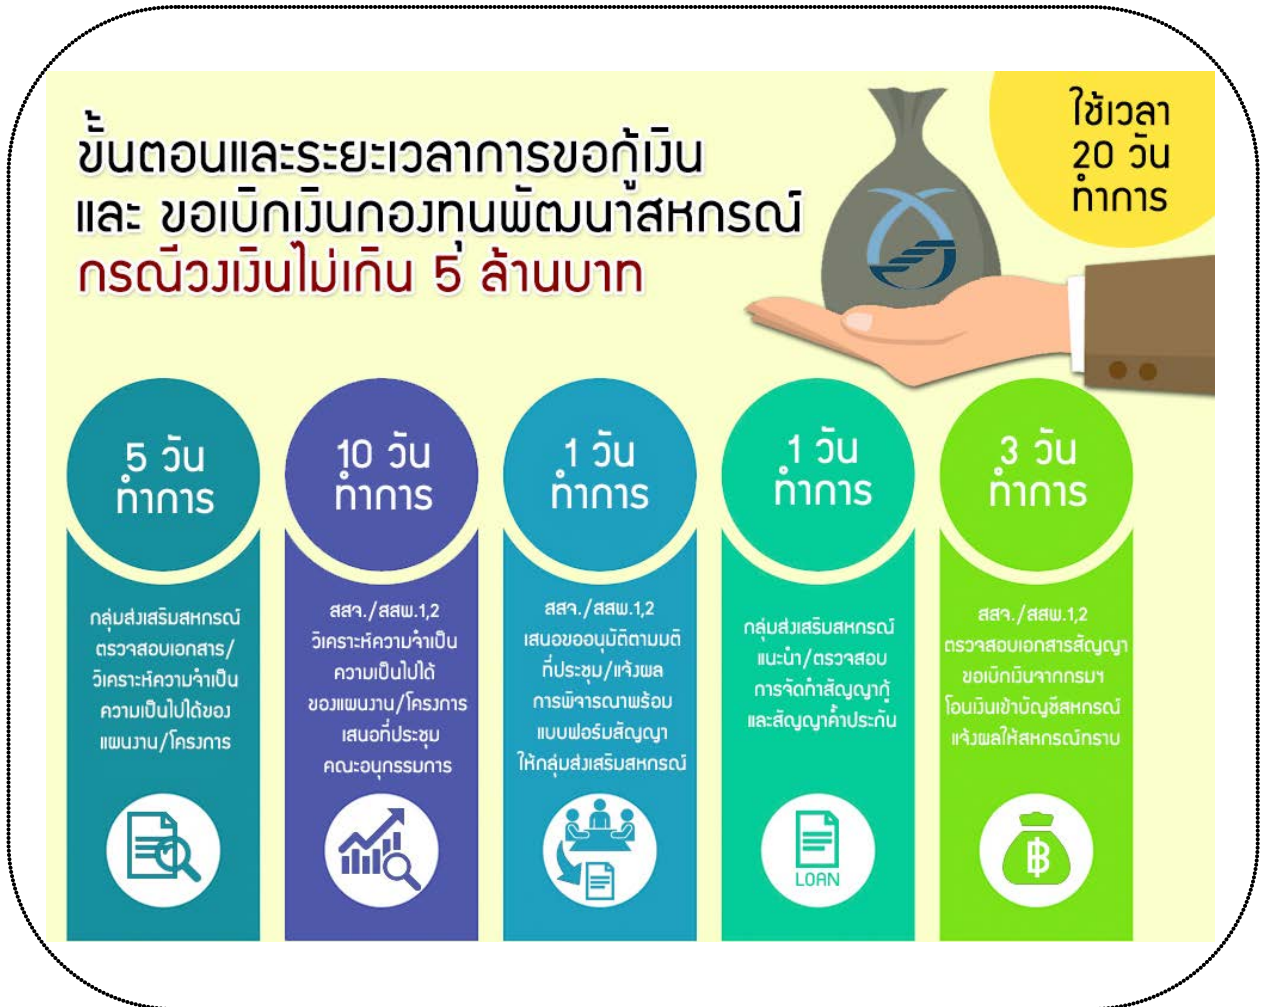 ขั้นตอนและระยะเวลาการขอกู้เงิน
และ ขอเบิกเงินกองทุนพัฒนาสหกรณ์
กรณีวงเงินไม่เกิน 5 ล้านบาท
ใช้เวลา
20 วัน
ทำการ
5 วัน
ทำการ
กลุ่มส่งเสริมสหกรณ์
ตรวจสอบเอกสาร/
วิเคราะห์ความจำเป็น
ความเป็นไปได้ของ
แผนงาน/โครงการ
10 วัน
ทำการ
สสจ./สสพ.1,2
วิเคราะห์ความจำเป็น
ความเป็นไปได้
ของแผนงาน/โครงการ
เสนอที่ประชุม
คณะอนุกรรมการ
1 วัน
ทำการ
สสจ./สสพ.1,2
เสนอขออนุมัติตามมติ
ที่ประชุม/แจ้งผล
การพิจารณาพร้อม
แบบฟอร์มสัญญา
ให้กลุ่มส่งเสริมสหกรณ์
1 วัน
ทำการ
กลุ่มส่งเสริมสหกรณ์
แนะนำ/ตรวจสอบ
การจัดทำสัญญากู้
และสัญญาค้ำประกัน
LOAN
3 วัน
ทำการ
สสจ./สสพ.1,2
ตรวจสอบเอกสารสัญญา
ขอเบิกเงินจากกรมฯ
โอนเงินเข้าบัญชีสหกรณ์
แจ้งผลให้สหกรณ์ทราบ
฿